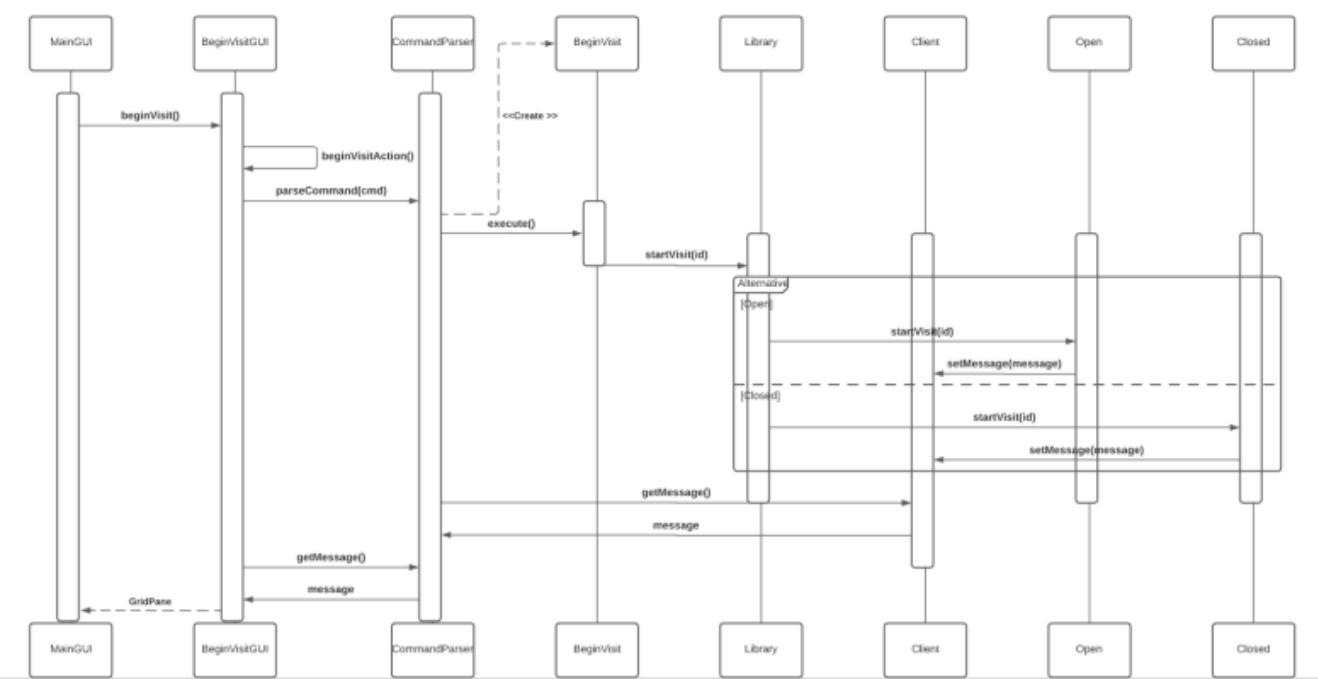 MainGUI
BeginVisitGUI
CommandParser
BeginVisit
Library
Client
Open
Closed
beginVisit()
<<Create >>
beginVisitAction()
parseCommand(cmd)
execute()
startVisit(id)
Alternative
[Open]
startVisit(id)
setMessage(message)
[Closed]
startVisit(id)
setMessage(message)
getMessage()
message
getMessage()
message
GridPane
MainGUI
BeginVisitGUI
CommandParser
BeginVisit
Library
Client
Open
Closed